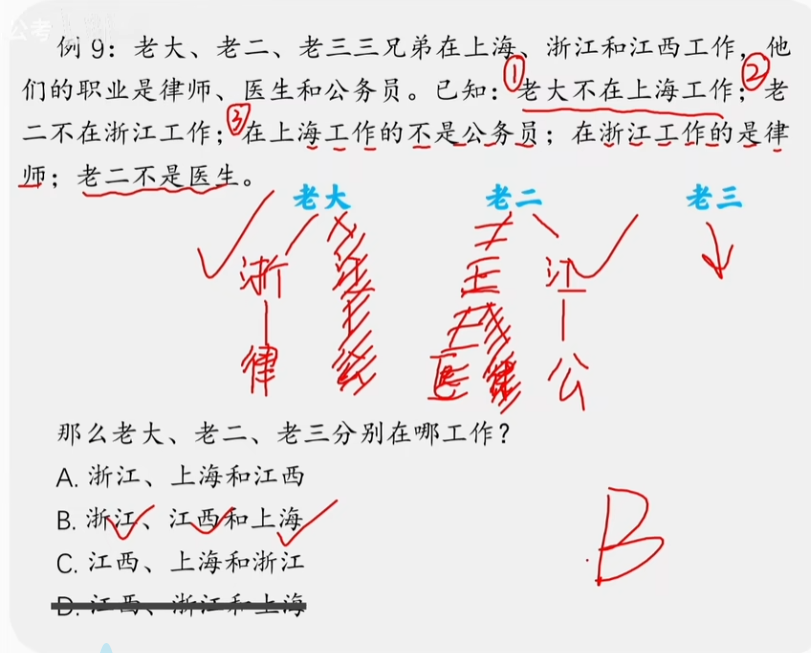 公考
例 9：老大、老二、老三三兄弟在上海、浙江和江西工作，他
①②
们的职业是律师、医生和公务员。已知：老大不在上海工作；老
③
二不在浙江工作；在上海工作的不是公务员；在浙江工作的是律
师；老二不是医生。
老大 老二 老三
浙 江
律 医 公
那么老大、老二、老三分别在哪工作？
A. 浙江、上海和江西
B. 浙江、江西和上海
C. 江西、上海和浙江
D. 江西、浙江和上海
B